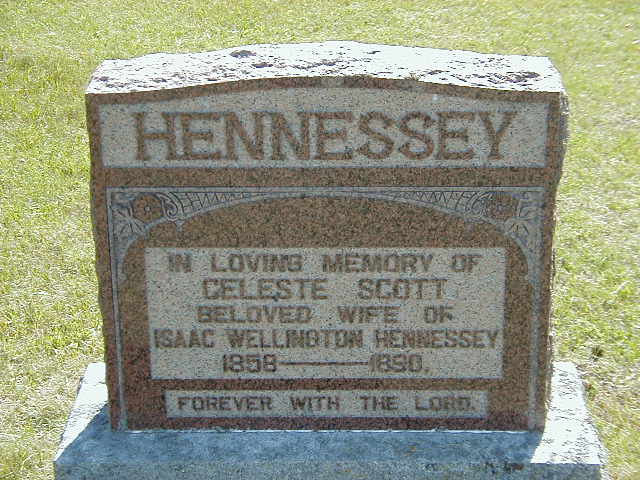 HENNESSEY
IN LOVING MEMORY OF
CELESTE SCOTT
BELOVED WIFE OF
ISAAC WELLINGTON HENNESSEY
1858 — 1890.
FOREVER WITH THE LORD.